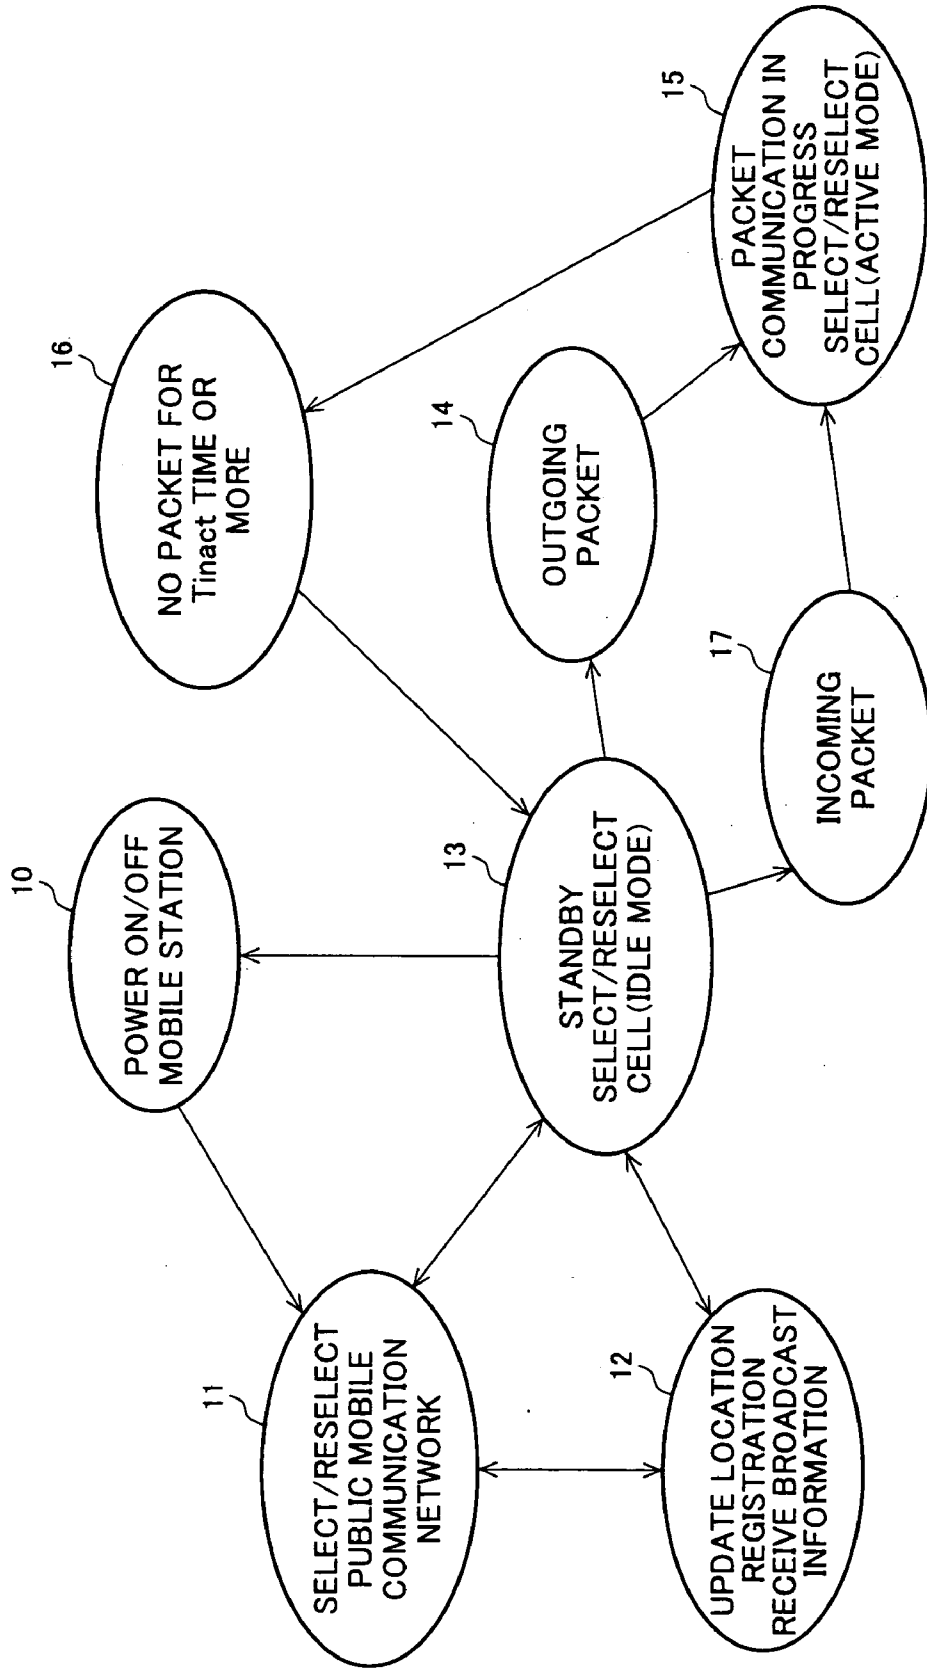 10
POWER ON/OFF
MOBILE STATION
16
NO PACKET FOR
Tinact TIME OR
MORE
11
SELECT/RESELECT
PUBLIC MOBILE
COMMUNICATION
NETWORK
13
STANDBY
SELECT/RESELECT
CELL(IDLE MODE)
14
OUTGOING
PACKET
15
PACKET
COMMUNICATION IN
PROGRESS
SELECT/RESELECT
CELL(ACTIVE MODE)
12
UPDATE LOCATION
REGISTRATION
RECEIVE BROADCAST
INFORMATION
17
INCOMING
PACKET